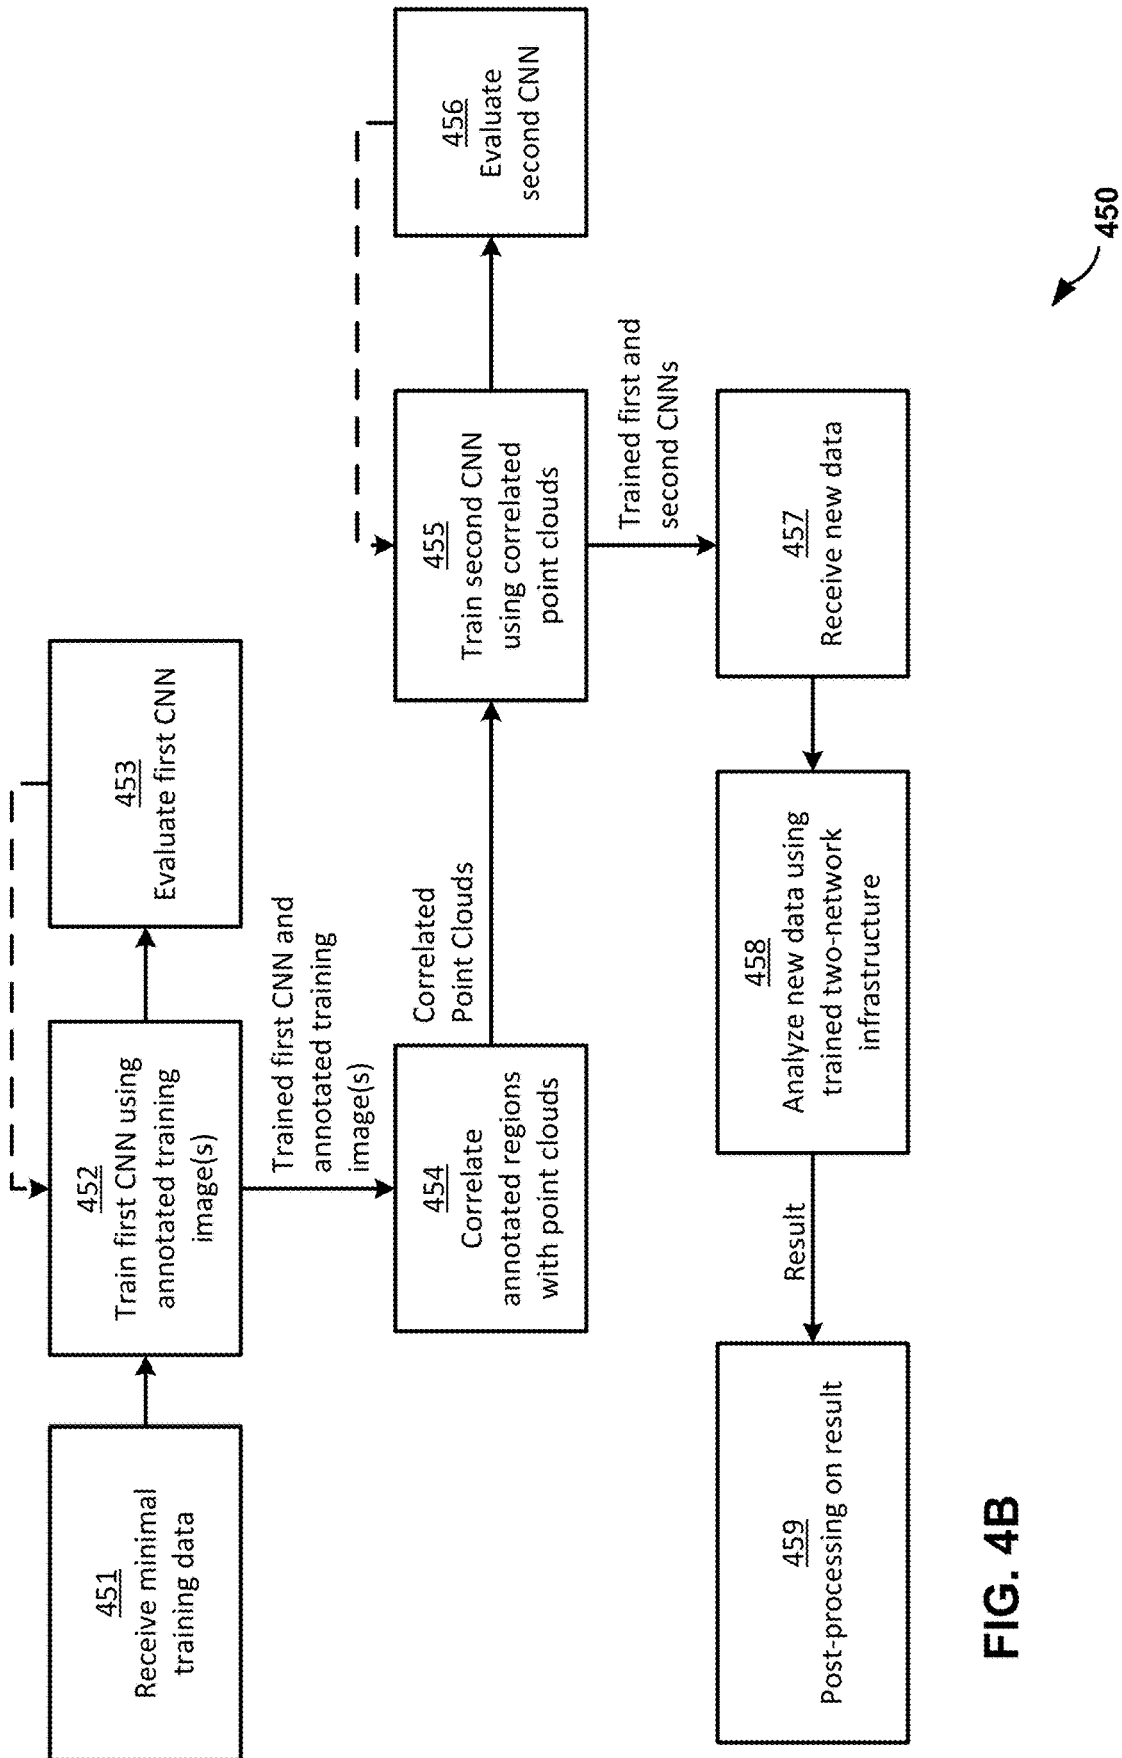 451
Receive minimal
training data
452
Train first CNN using
annotated training
image(s)
453
Evaluate first CNN
Trained first CNN and
annotated training
image(s)
454
Correlate
annotated regions
with point clouds
Correlated
Point Clouds
455
Train second CNN
using correlated
point clouds
456
Evaluate
second CNN
Trained first and
second CNNs
457
Receive new data
458
Analyze new data using
trained two-network
infrastructure
Result
459
Post-processing on result
450
FIG. 4B